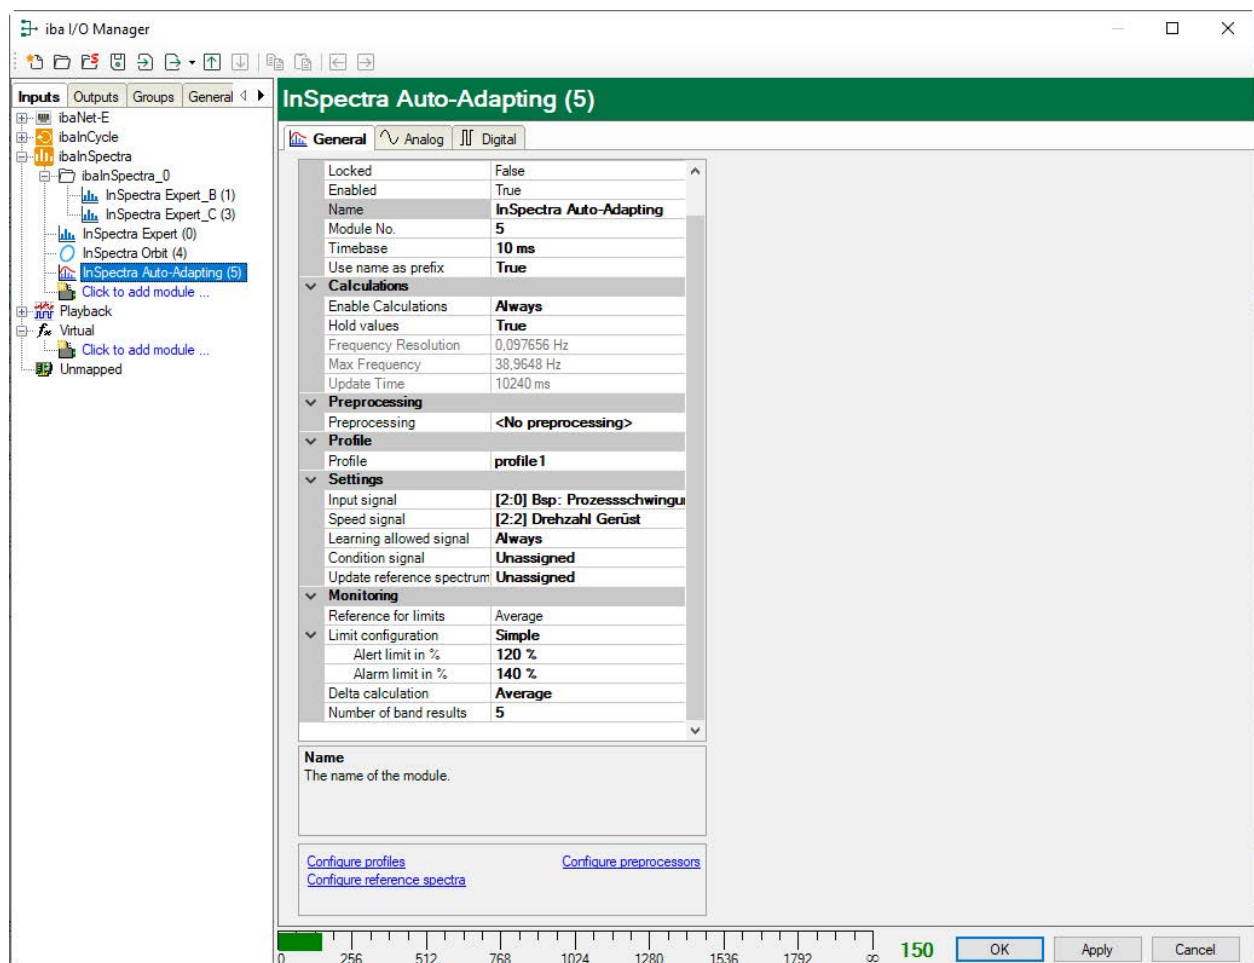 iba I/O Manager
Inputs Outputs Groups General
ibaNet-E
ibaInCycle
ibaInSpectra
ibaInSpectra_0
InSpectra Expert_B (1)
InSpectra Expert_C (3)
InSpectra Expert (0)
InSpectra Orbit (4)
InSpectra Auto-Adapting (5)
Click to add module ...
Playback
Virtual
Click to add module ...
Unmapped
InSpectra Auto-Adapting (5)
General Analog Digital
Locked False
Enabled True
Name InSpectra Auto-Adapting
Module No. 5
Timebase 10 ms
Use name as prefix True
Calculations
Enable Calculations Always
Hold values True
Frequency Resolution 0,097656 Hz
Max Frequency 38,9648 Hz
Update Time 10240 ms
Preprocessing
Preprocessing <No preprocessing>
Profile
Profile profile1
Settings
Input signal [2:0] Bsp: Prozessschwingu
Speed signal [2:2] Drehzahl Gerüst
Learning allowed signal Always
Condition signal Unassigned
Update reference spectrum Unassigned
Monitoring
Reference for limits Average
Limit configuration Simple
Alert limit in % 120 %
Alarm limit in % 140 %
Delta calculation Average
Number of band results 5
Name
The name of the module.
Configure profiles Configure preprocessors
Configure reference spectra
0 256 512 768 1024 1280 1536 1792 ∞ 150 OK Apply Cancel